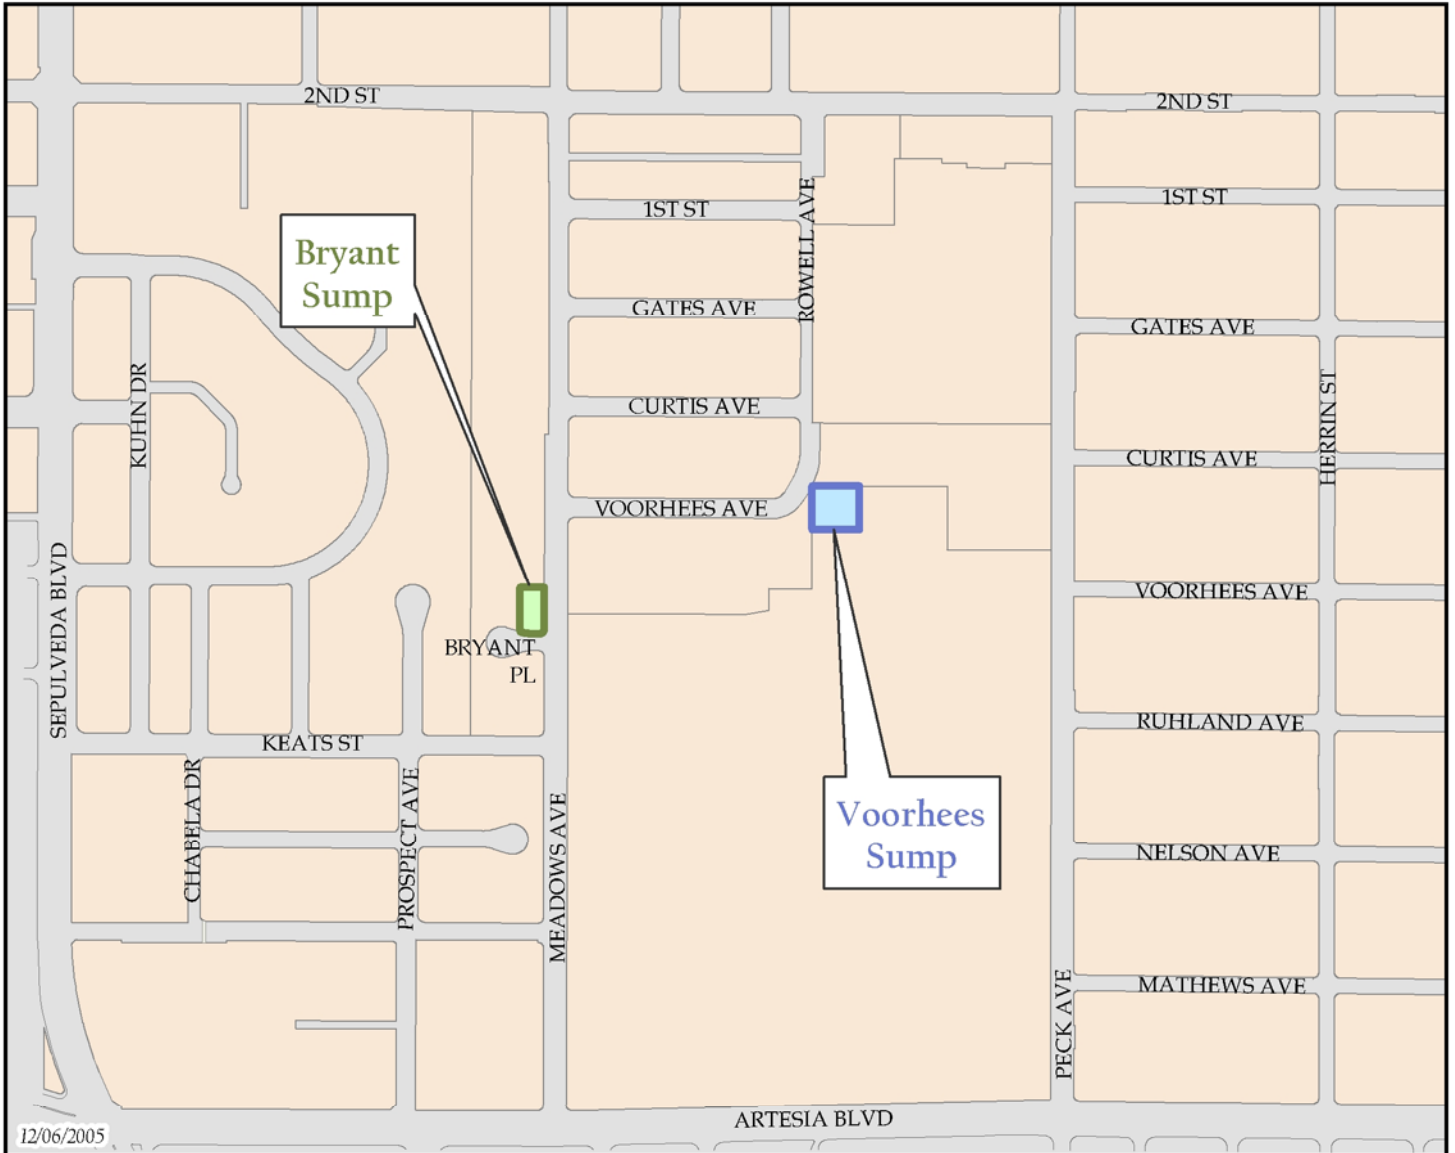 2ND ST
2ND ST
1ST ST
1ST ST
ROWELL AVE
Bryant
Sump
GATES AVE
GATES AVE
KUHN DR
CURTIS AVE
HERRIN ST
CURTIS AVE
VOORHEES AVE
VOORHEES AVE
SEPULVEDA BLVD
BRYANT
PL
RUHLAND AVE
KEATS ST
CHABELA DR
PROSPECT AVE
MEADOWS AVE
Voorhees
Sump
NELSON AVE
MATHEWS AVE
PECK AVE
ARTESIA BLVD
12/06/2005